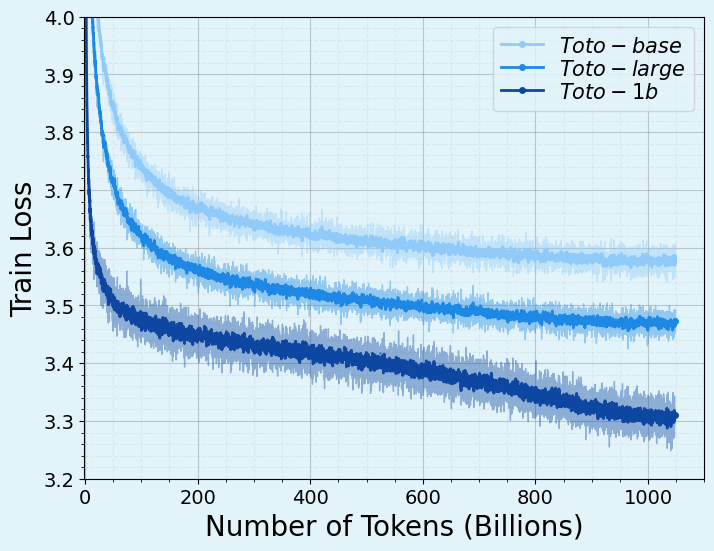 4.0
3.9
3.8
3.7
3.6
3.5
3.4
3.3
3.2
Train Loss
Toto − base
Toto − large
Toto − 1b
0 200 400 600 800 1000
Number of Tokens (Billions)